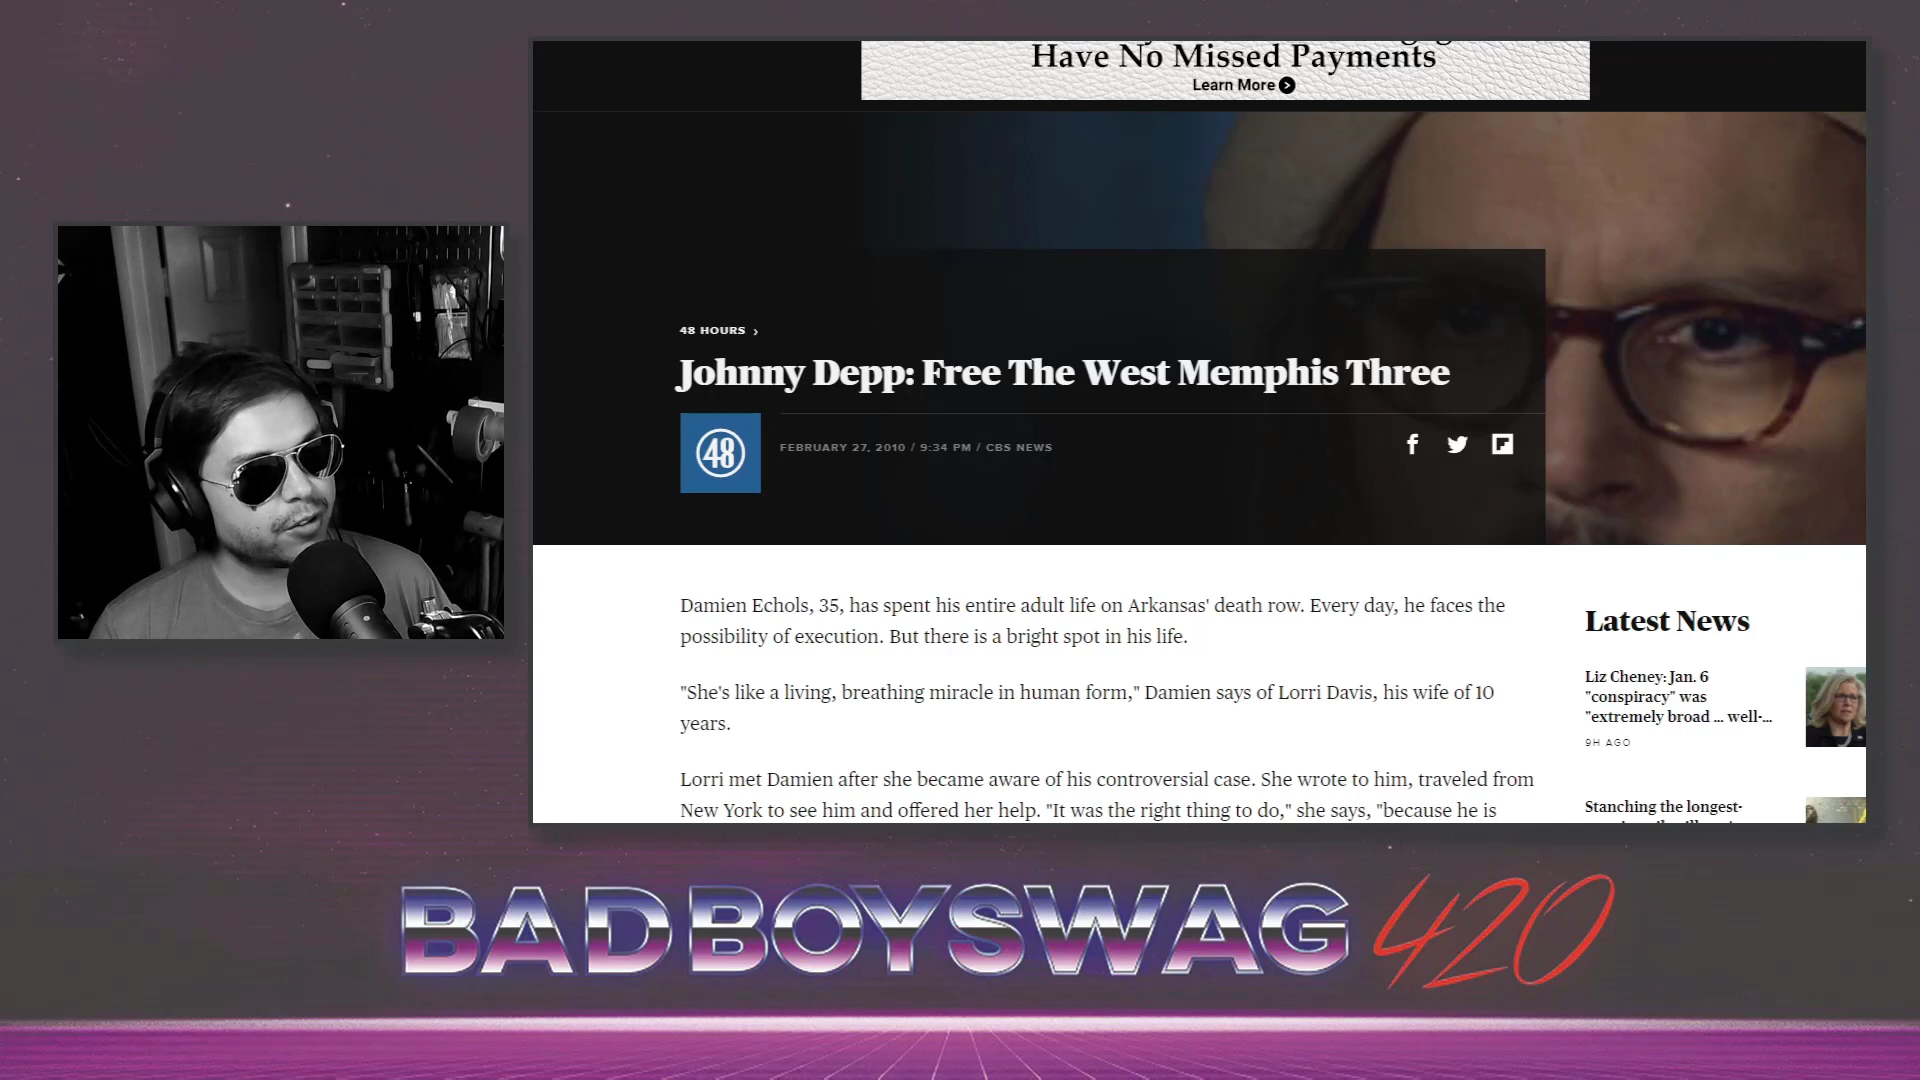 Have No Missed Payments
Learn More
48 HOURS
Johnny Depp: Free The West Memphis Three
48
FEBRUARY 27, 2010 / 9:34 PM / CBS NEWS
Damien Echols, 35, has spent his entire adult life on Arkansas' death row. Every day, he faces the
possibility of execution. But there is a bright spot in his life.
"She's like a living, breathing miracle in human form," Damien says of Lorri Davis, his wife of 10
years.
Lorri met Damien after she became aware of his controversial case. She wrote to him, traveled from
New York to see him and offered her help. "It was the right thing to do," she says, "because he is
Latest News
Liz Cheney: Jan. 6
"conspiracy" was
"extremely broad ... well-...
9H AGO
Stanching the longest-
BADBOYSWAG 420